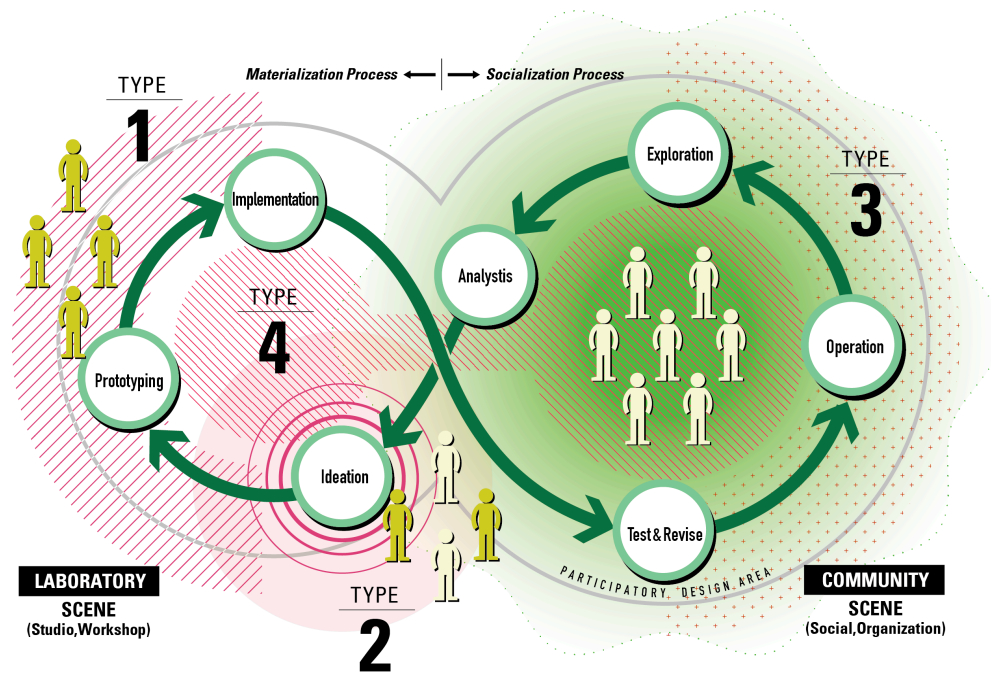 Materialization Process
Socialization Process
TYPE
1
TYPE
3
TYPE
4
TYPE
2
Implementation
Exploration
Analystis
Prototyping
Operation
Ideation
Test & Revise
PARTICIPATORY DESIGN AREA
LABORATORY
SCENE
(Studio,Workshop)
COMMUNITY
SCENE
(Social,Organization)